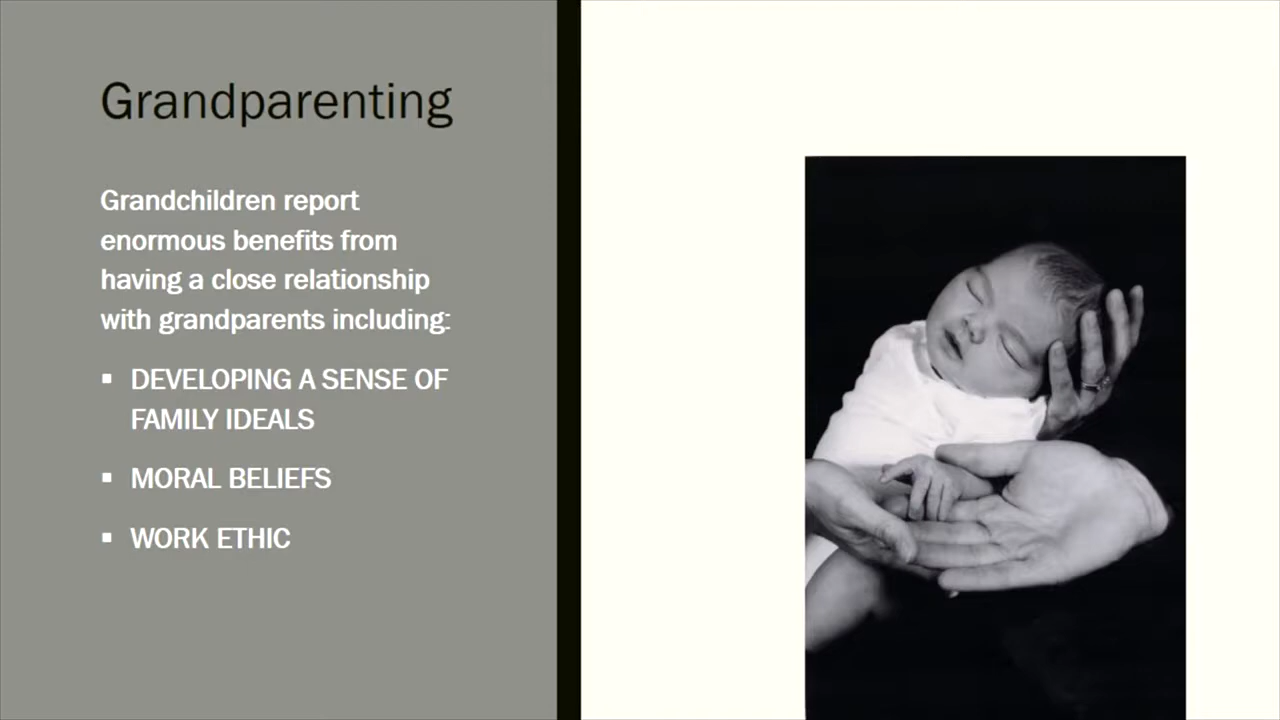 Grandparenting
Grandchildren report
enormous benefits from
having a close relationship
with grandparents including:
▪ DEVELOPING A SENSE OF
FAMILY IDEALS
▪ MORAL BELIEFS
▪ WORK ETHIC